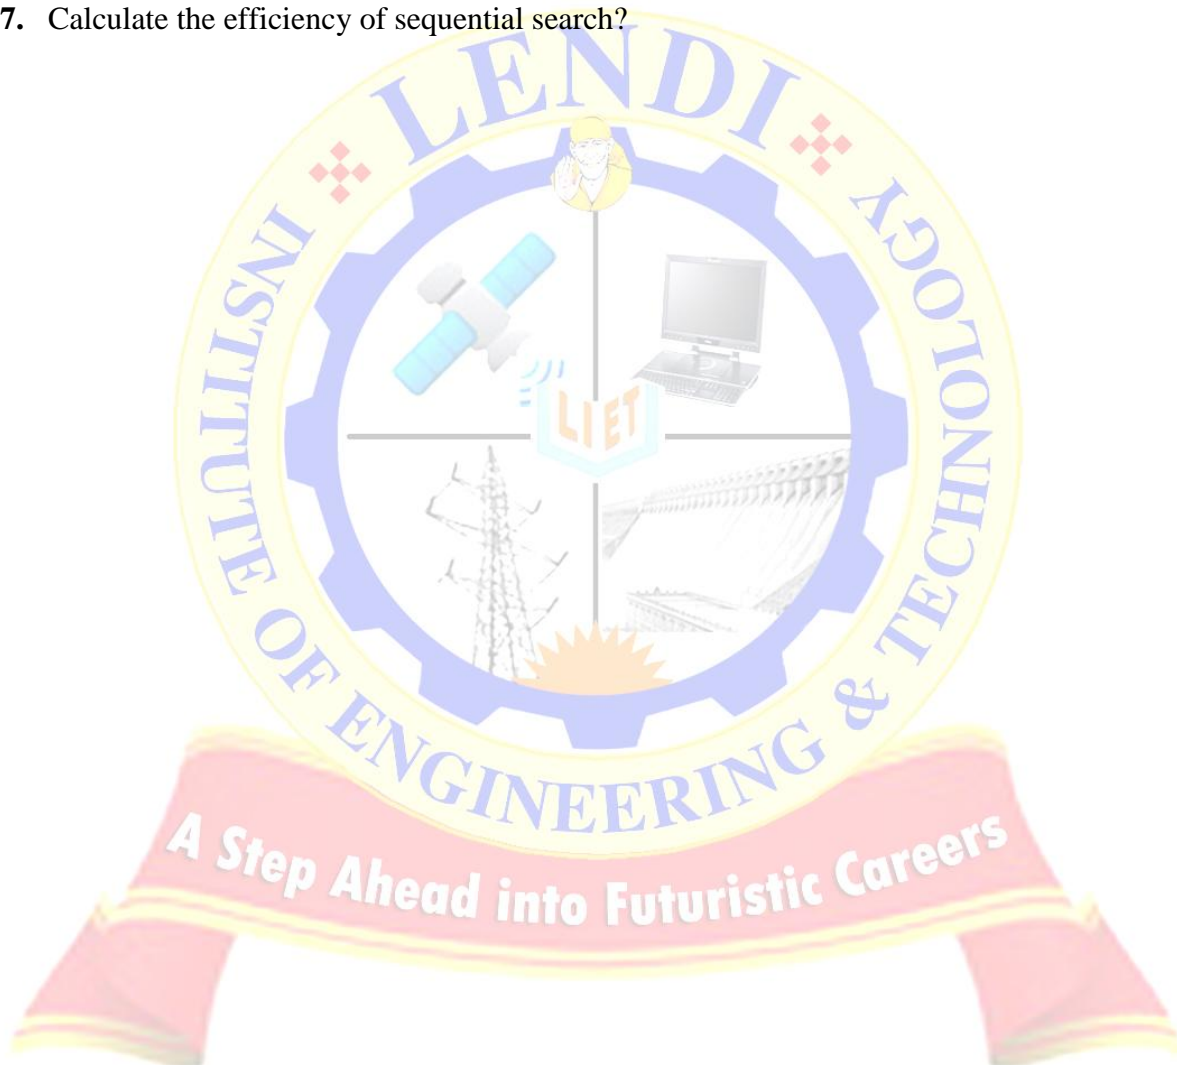 7. Calculate the efficiency of sequential search?
LENDI
INSTITUTE OF ENGINEERING & TECHNOLOGY
LIET
A Step Ahead into Futuristic Careers